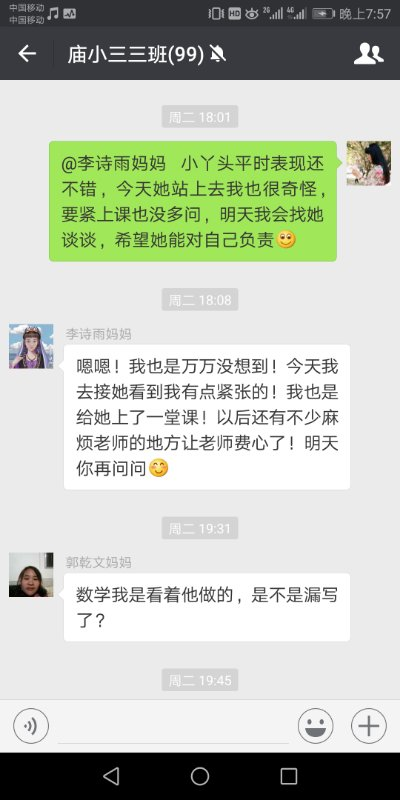 中国移动
中国移动
HD
2G
4G
晚上7:57
庙小三三班(99)
周二 18:01
@李诗雨妈妈 小丫头平时表现还
不错，今天她站上去我也很奇怪，
要紧上课也没多问，明天我会找她
谈谈，希望她能对自己负责
周二 18:08
李诗雨妈妈
嗯嗯！我也是万万没想到！今天我
去接她看到我有点紧张的！我也是
给她上了一堂课！以后还有不少麻
烦老师的地方让老师费心了！明天
你再问问
周二 19:31
郭乾文妈妈
数学我是看着他做的，是不是漏写
了？
周二 19:45